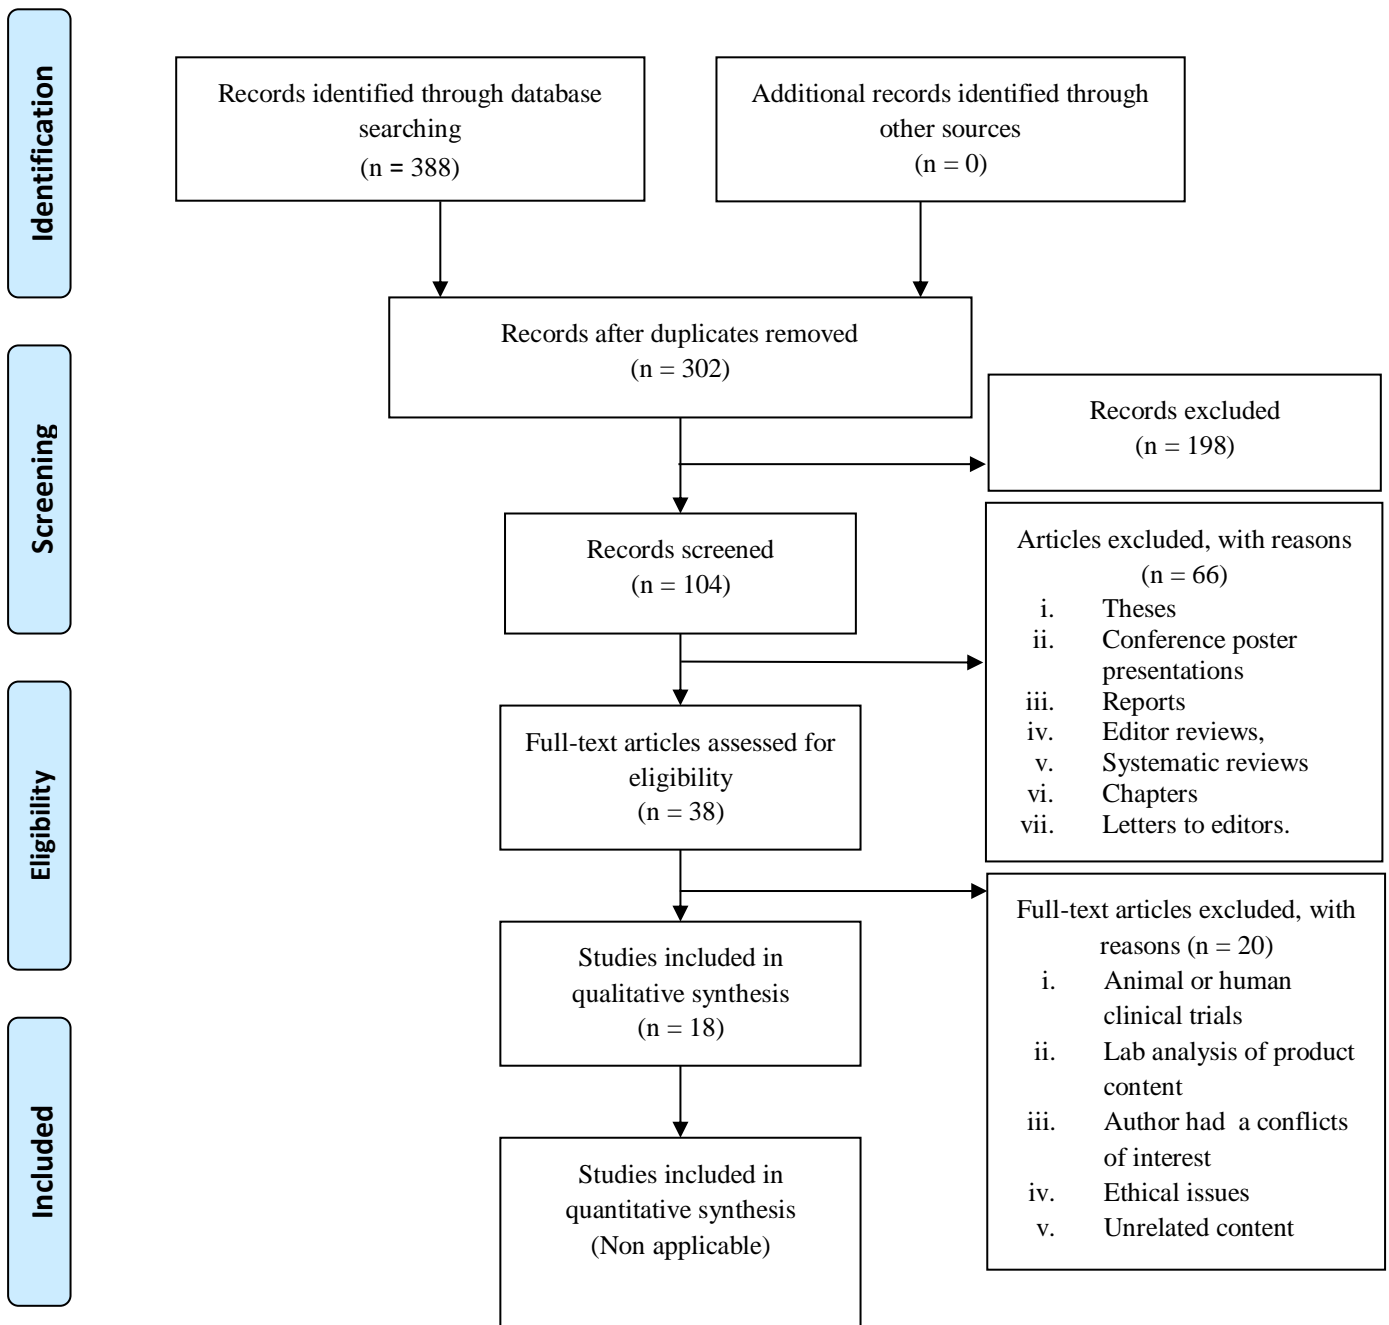 Identification
Records identified through database
searching
(n = 388)
Additional records identified through
other sources
(n = 0)
Records after duplicates removed
(n = 302)
Screening
Records excluded
(n = 198)
Records screened
(n = 104)
Articles excluded, with reasons
(n = 66)
i. Theses
ii. Conference poster
presentations
iii. Reports
iv. Editor reviews,
v. Systematic reviews
vi. Chapters
vii. Letters to editors.
Eligibility
Full-text articles assessed for
eligibility
(n = 38)
Full-text articles excluded, with
reasons (n = 20)
i. Animal or human
clinical trials
ii. Lab analysis of product
content
iii. Author had a conflicts
of interest
iv. Ethical issues
v. Unrelated content
Studies included in
qualitative synthesis
(n = 18)
Included
Studies included in
quantitative synthesis
(Non applicable)